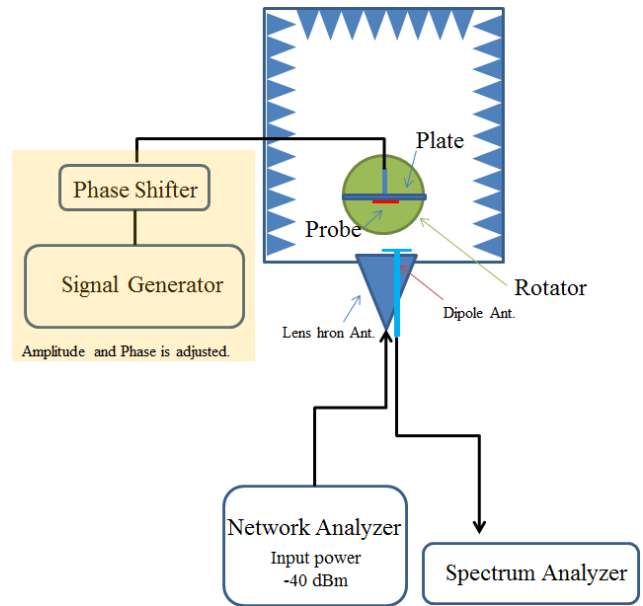 Plate
Phase Shifter
Probe
Signal Generator
Rotator
Dipole Ant.
Lens hron Ant.
Amplitude and Phase is adjusted.
Network Analyzer
Input power
-40 dBm
Spectrum Analyzer